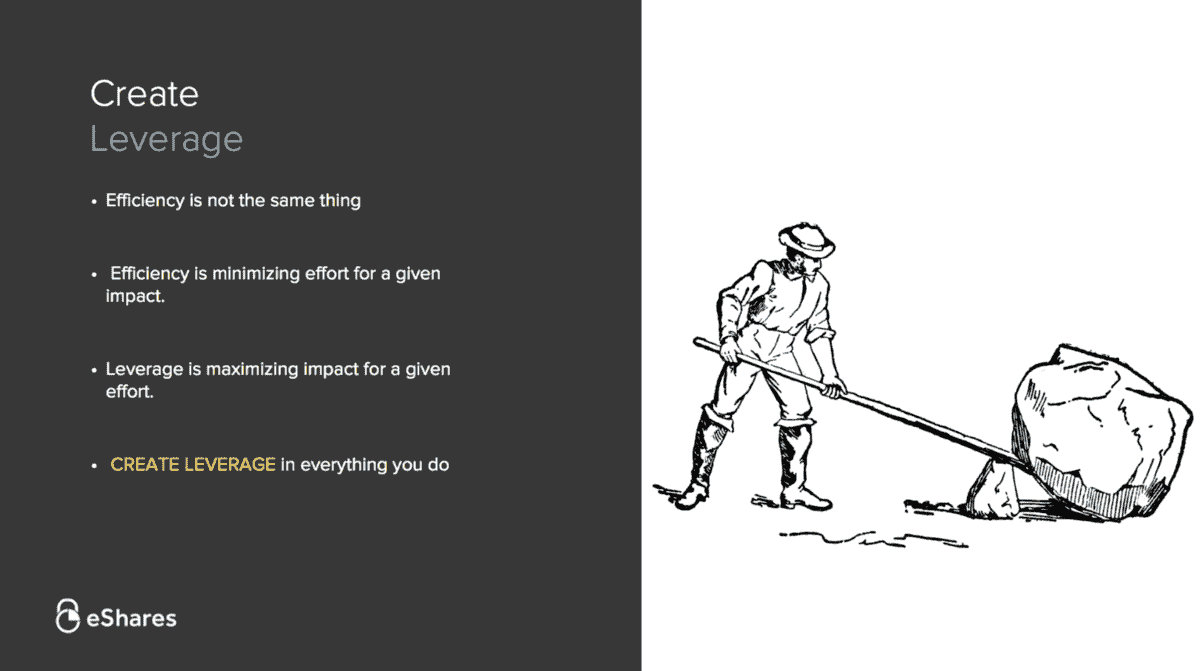 Create
Leverage
• Efficiency is not the same thing
• Efficiency is minimizing effort for a given
impact.
• Leverage is maximizing impact for a given
effort.
• CREATE LEVERAGE in everything you do
eShares